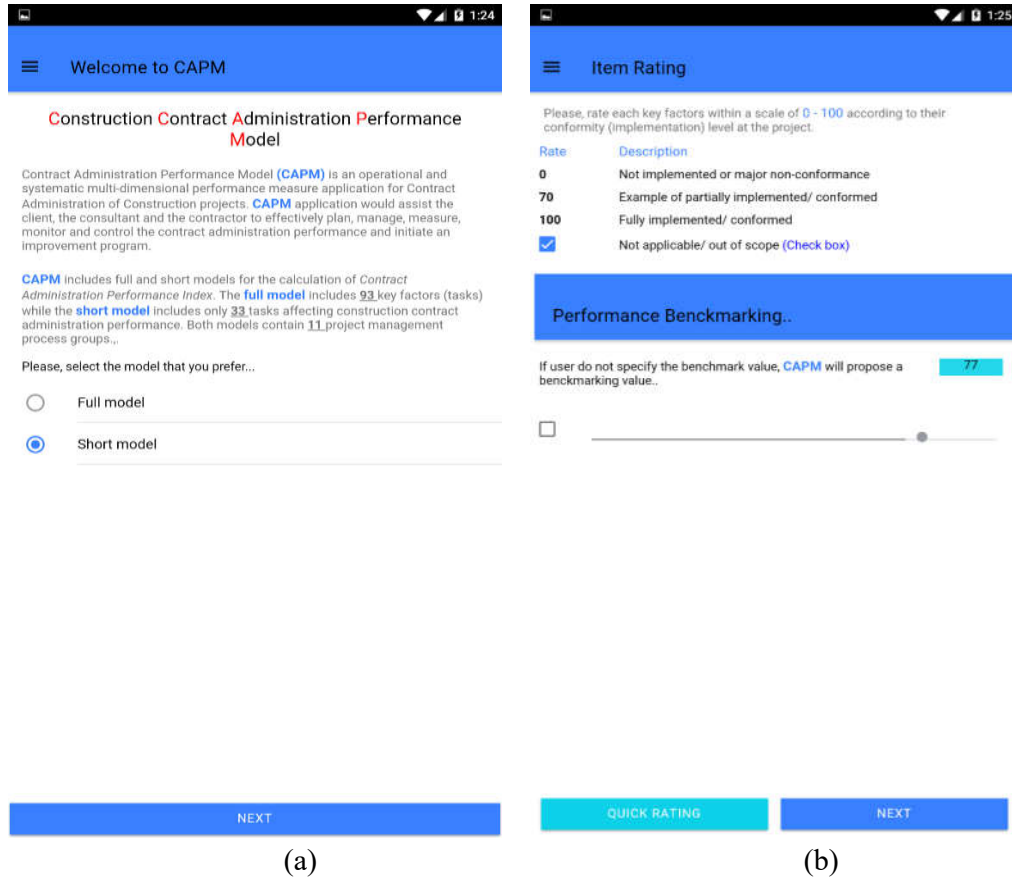 1:24
Welcome to CAPM
Construction Contract Administration Performance
Model
Contract Administration Performance Model (CAPM) is an operational and
systematic multi-dimensional performance measure application for Contract
Administration of Construction projects. CAPM application would assist the
client, the consultant and the contractor to effectively plan, manage, measure,
monitor and control the contract administration performance and initiate an
improvement program.
CAPM includes full and short models for the calculation of Contract
Administration Performance Index. The full model includes 93 key factors (tasks)
while the short model includes only 33 tasks affecting construction contract
administration performance. Both models contain 11 project management
process groups.,.
Please, select the model that you prefer...
Full model
Short model
NEXT
(a)
1:25
Item Rating
Please, rate each key factors within a scale of 0 - 100 according to their
conformity (implementation) level at the project.
Rate Description
0 Not implemented or major non-conformance
70 Example of partially implemented/ conformed
100 Fully implemented/ conformed
Not applicable/ out of scope (Check box)
Performance Benckmarking..
If user do not specify the benchmark value, CAPM will propose a 77
benckmarking value..
QUICK RATING NEXT
(b)